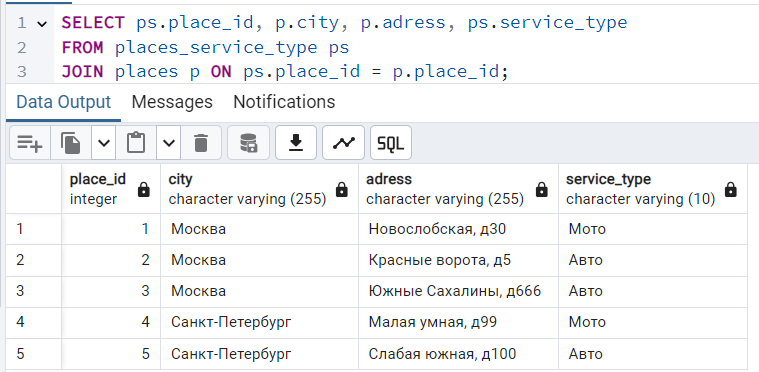 1 SELECT ps.place_id, p.city, p.adress, ps.service_type
2 FROM places_service_type ps
3 JOIN places p ON ps.place_id = p.place_id;
Data Output Messages Notifications
SQL
place_id city adress service_type
integer character varying (255) character varying (255) character varying (10)
1 1 Москва Новослобская, д30 Мото
2 2 Москва Красные ворота, д5 Авто
3 3 Москва Южные Сахалины, д666 Авто
4 4 Санкт-Петербург Малая умная, д99 Мото
5 5 Санкт-Петербург Слабая южная, д100 Авто